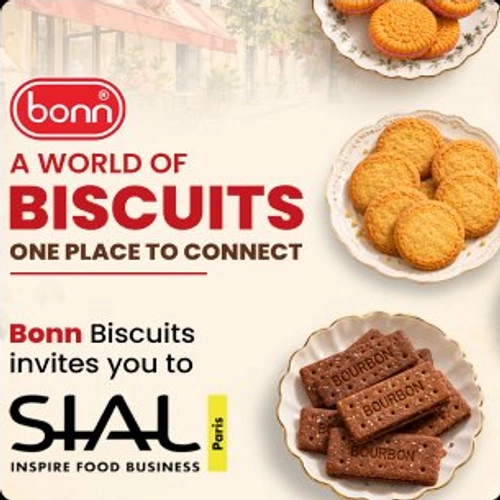 bonn®
A WORLD OF
BISCUITS
ONE PLACE TO CONNECT
Bonn Biscuits
invites you to
SIAL
Paris
INSPIRE FOOD BUSINESS
BOURBON
BOURBON
BOURBON